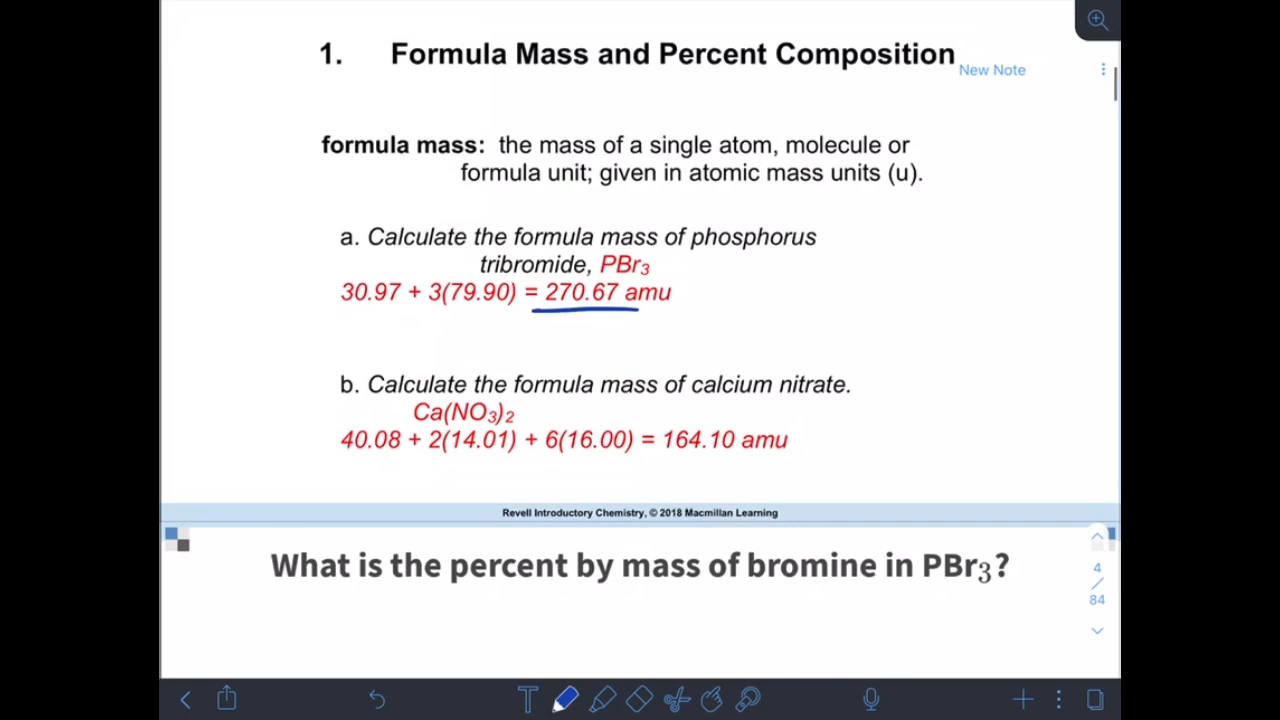 1. Formula Mass and Percent Composition
New Note
formula mass: the mass of a single atom, molecule or
formula unit; given in atomic mass units (u).
a. Calculate the formula mass of phosphorus
tribromide, PBr₃
30.97 + 3(79.90) = 270.67 amu
b. Calculate the formula mass of calcium nitrate.
Ca(NO₃)₂
40.08 + 2(14.01) + 6(16.00) = 164.10 amu
Revell Introductory Chemistry, © 2018 Macmillan Learning
What is the percent by mass of bromine in PBr₃?
4
/
84